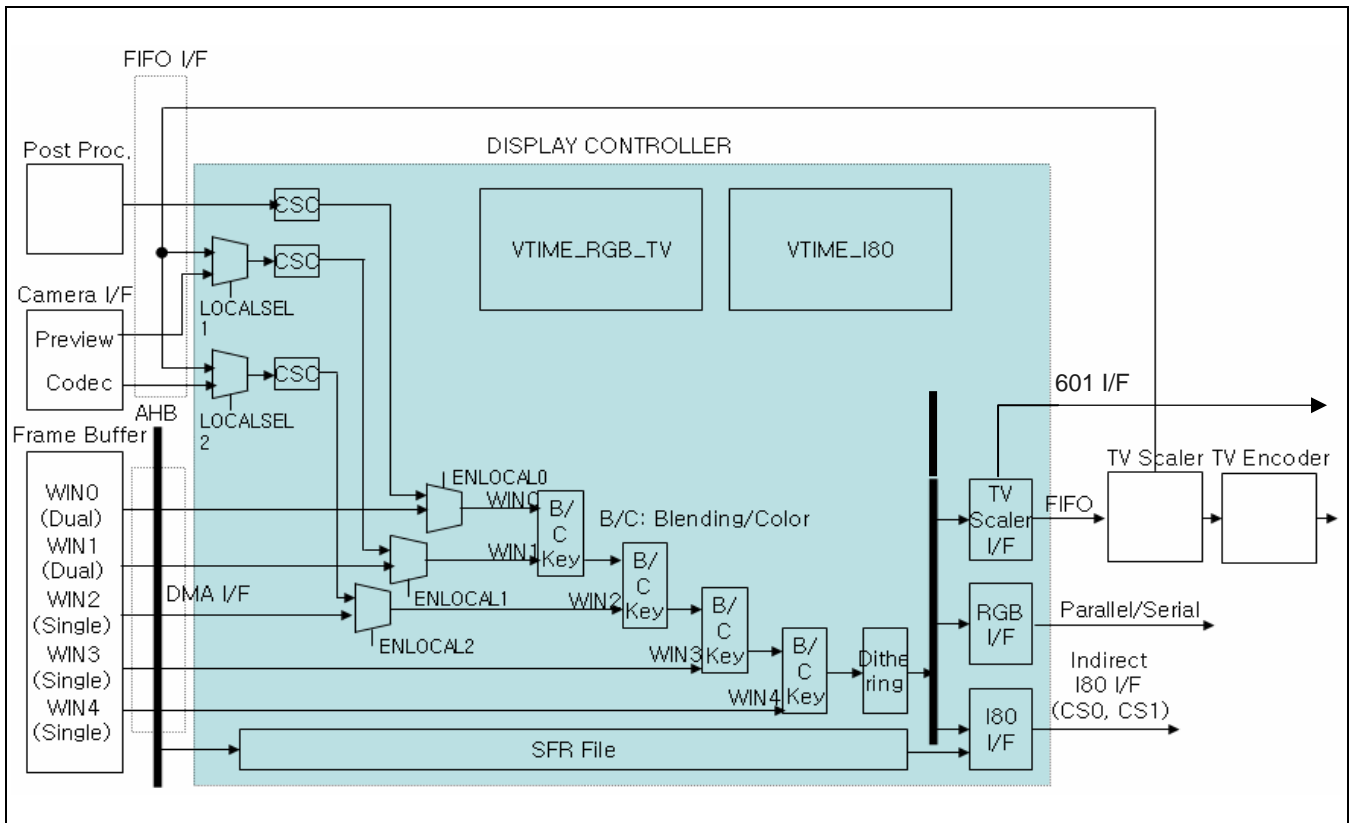 FIFO I/F
Post Proc.
DISPLAY CONTROLLER
CSC
VTIME_RGB_TV
VTIME_I80
CSC
Camera I/F
LOCALSEL
1
Preview
Codec
CSC
601 I/F
AHB
LOCALSEL
2
Frame Buffer
TV Scaler
TV Encoder
ENLOCAL0
WIN0
(Dual)
WIN0
B/
C
Key
B/C: Blending/Color
TV
Scaler
I/F
FIFO
WIN1
(Dual)
WIN1
B/
C
Key
DMA I/F
WIN2
(Single)
ENLOCAL1
WIN2
B/
C
Key
RGB
I/F
Parallel/Serial
ENLOCAL2
WIN3
(Single)
WIN3
B/
C
Key
Dithe
ring
Indirect
I80 I/F
(CS0, CS1)
WIN4
(Single)
WIN4
I80
I/F
SFR File